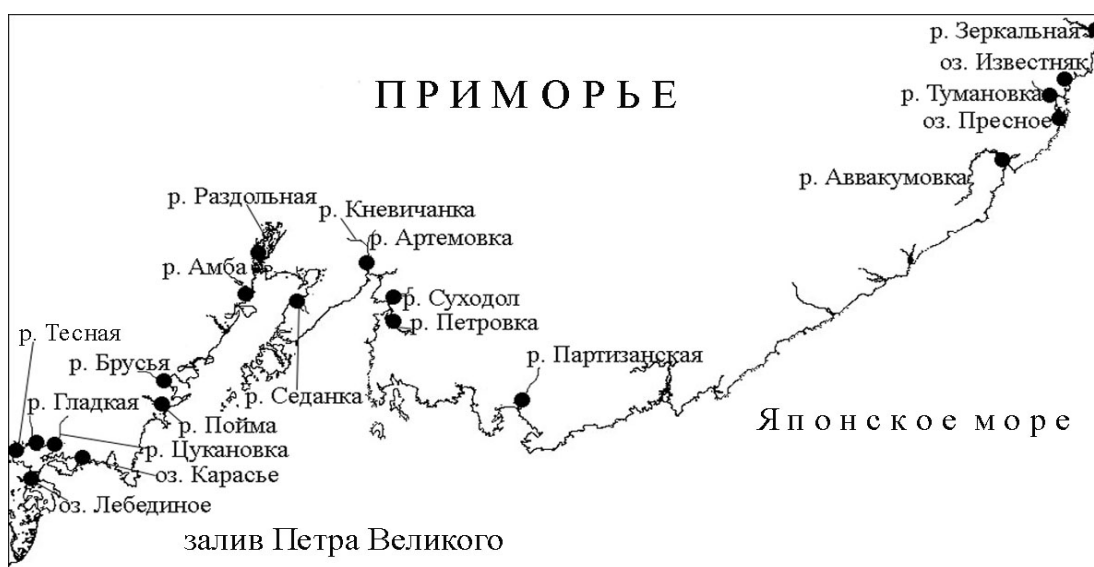 р. Зеркальная
оз. Известняк
ПРИМОРЬЕ
р. Тумановка
оз. Пресное
р. Аввакумовка
р. Раздольная
р. Кневичанка
р. Артемовка
р. Амба
р. Суходол
р. Петровка
р. Тесная
р. Партизанская
р. Брусья
р. Седанка
р. Гладкая
р. Пойма
Японское море
р. Цукановка
оз. Карасье
оз. Лебединое
залив Петра Великого